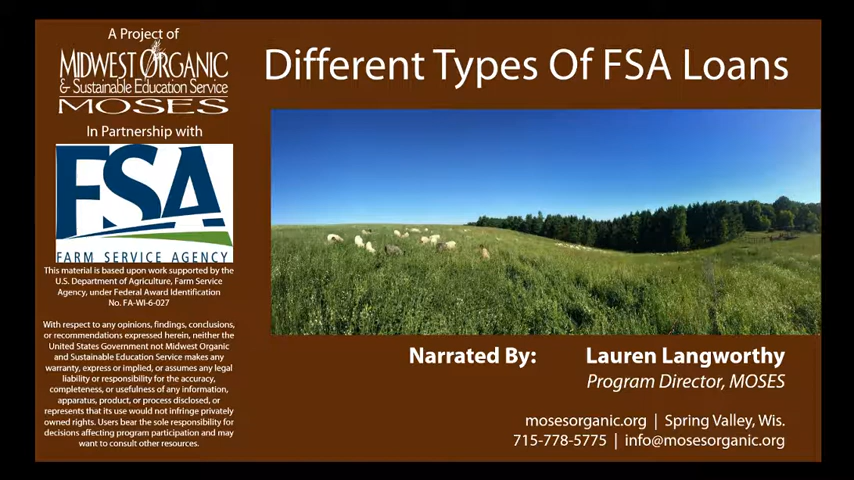 A Project of
MIDWEST ORGANIC
& Sustainable Education Service
MOSES
In Partnership with
FSA
FARM SERVICE AGENCY
This material is based upon work supported by the
U.S. Department of Agriculture, Farm Service
Agency, under Federal Award Identification
No. FA-WI-6-027
With respect to any opinions, findings, conclusions,
or recommendations expressed herein, neither the
United States Government not Midwest Organic
and Sustainable Education Service makes any
warranty, express or implied, or assumes any legal
liability or responsibility for the accuracy,
completeness, or usefulness of any information,
apparatus, product, or process disclosed, or
represents that its use would not infringe privately
owned rights. Users bear the sole responsibility for
decisions affecting program participation and may
want to consult other resources.
Different Types Of FSA Loans
Narrated By: Lauren Langworthy
Program Director, MOSES
mosesorganic.org | Spring Valley, Wis.
715-778-5775 | info@mosesorganic.org